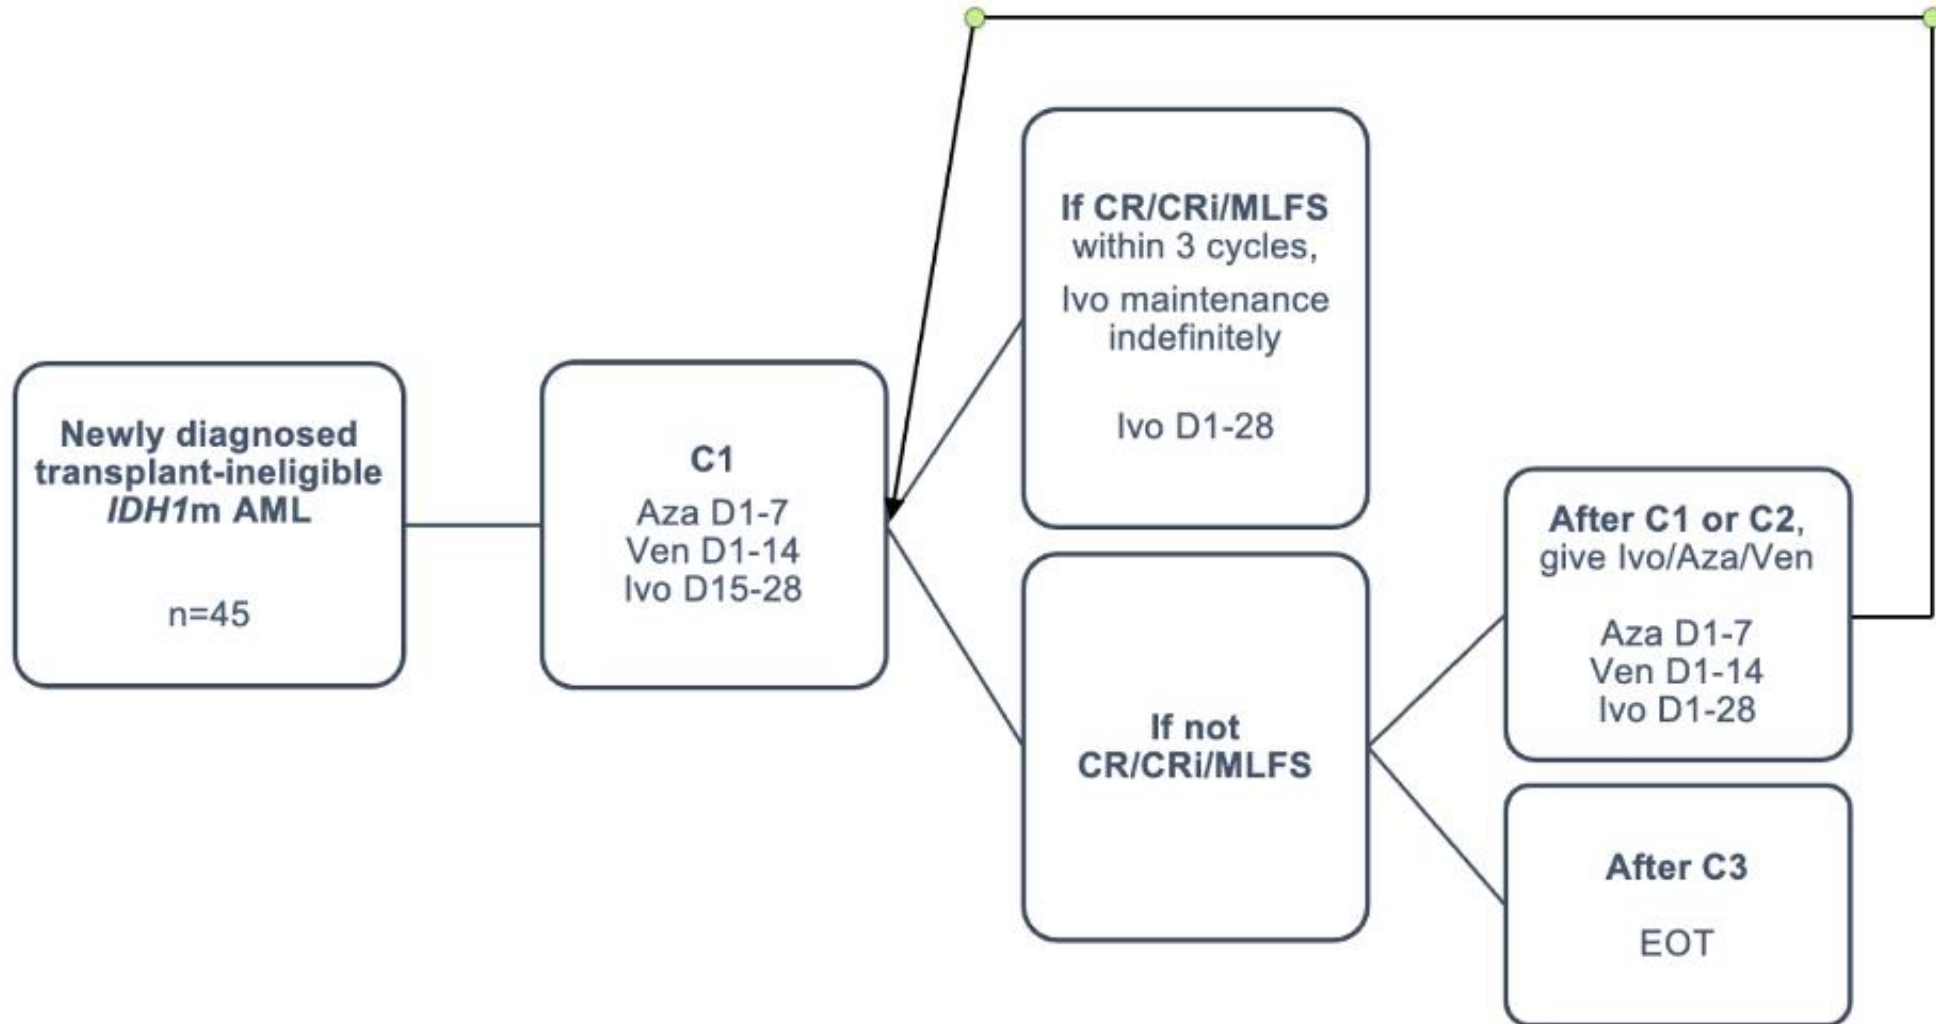 Newly diagnosed
transplant-ineligible
IDH1m AML
n=45
C1
Aza D1-7
Ven D1-14
Ivo D15-28
If CR/CRi/MLFS
within 3 cycles,
Ivo maintenance
indefinitely
Ivo D1-28
If not
CR/CRi/MLFS
After C1 or C2,
give Ivo/Aza/Ven
Aza D1-7
Ven D1-14
Ivo D1-28
After C3
EOT